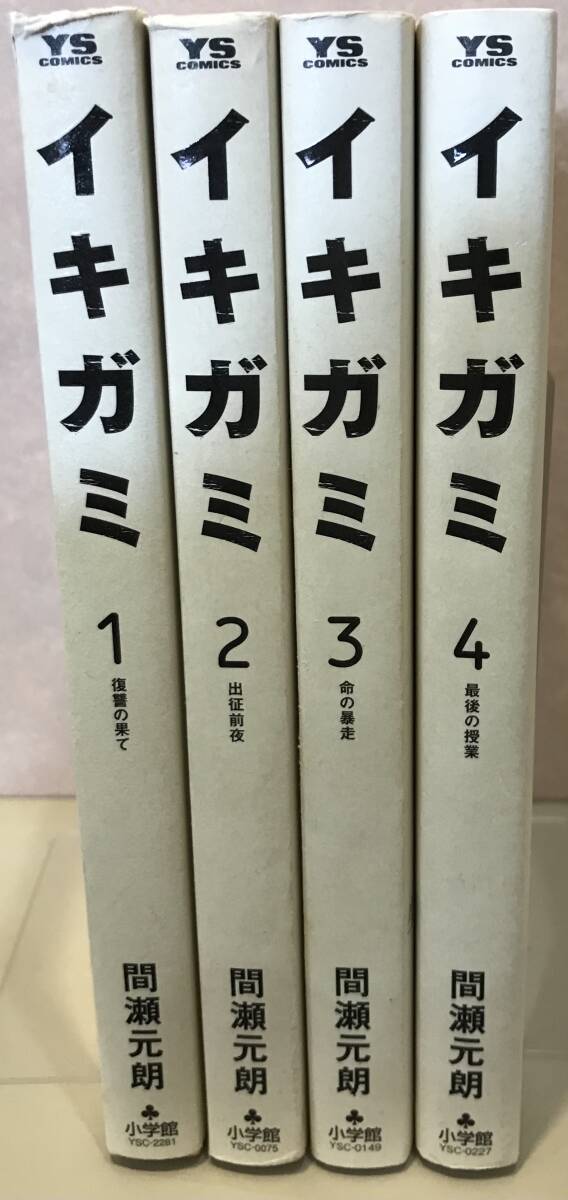 YS
COMICS
イキガミ
1
復讐の果て
間瀬元朗
小学館
YSC-2281
YS
COMICS
イキガミ
2
出征前夜
間瀬元朗
小学館
YSC-0075
YS
COMICS
イキガミ
3
命の暴走
間瀬元朗
小学館
YSC-0149
YS
COMICS
イキガミ
4
最後の授業
間瀬元朗
小学館
YSC-0227